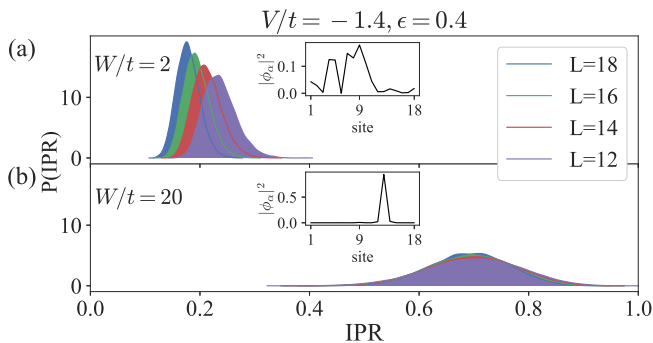 V/t = −1.4, ϵ = 0.4
(a)
W/t = 2
|ϕα|²
0.1
0.0
1 9 18
site
L=18
L=16
L=14
L=12
10
0
P(IPR)
(b)
W/t = 20
|ϕα|²
0.5
0.0
1 9 18
site
10
0
0.0 0.2 0.4 0.6 0.8 1.0
IPR